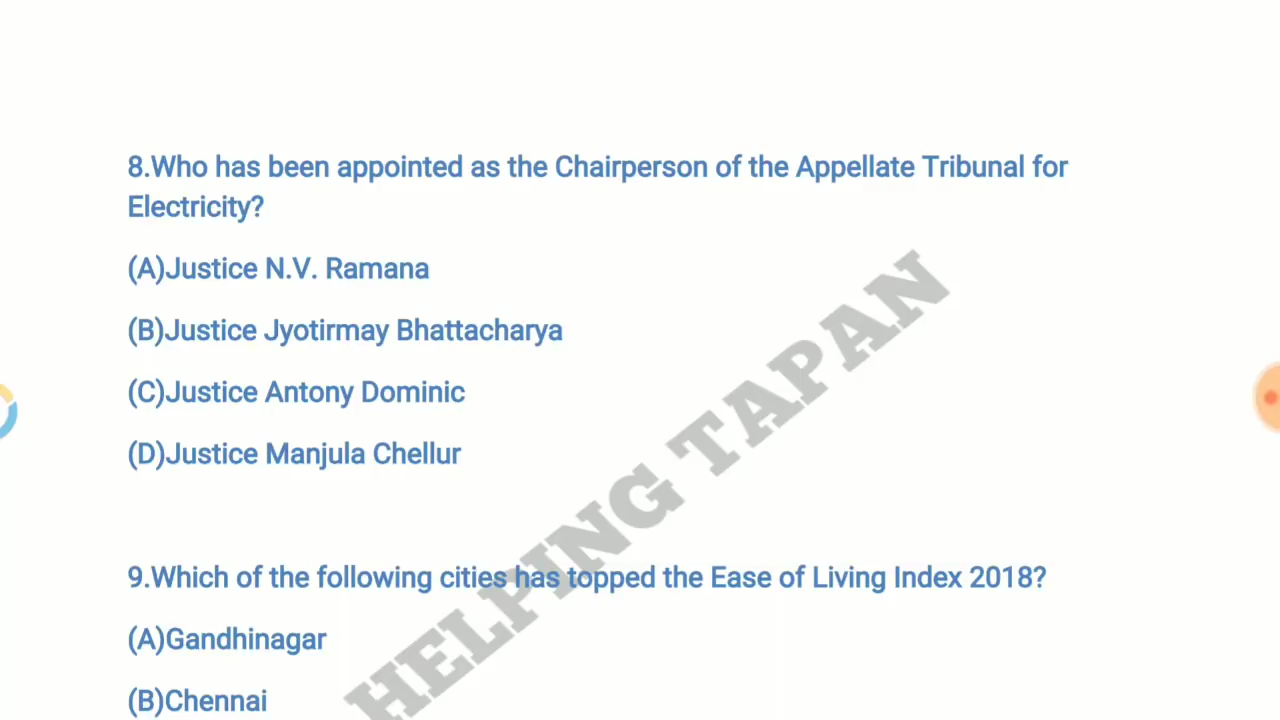 8.Who has been appointed as the Chairperson of the Appellate Tribunal for
Electricity?
(A)Justice N.V. Ramana
(B)Justice Jyotirmay Bhattacharya
(C)Justice Antony Dominic
(D)Justice Manjula Chellur
HELPING TAPAN
9.Which of the following cities has topped the Ease of Living Index 2018?
(A)Gandhinagar
(B)Chennai